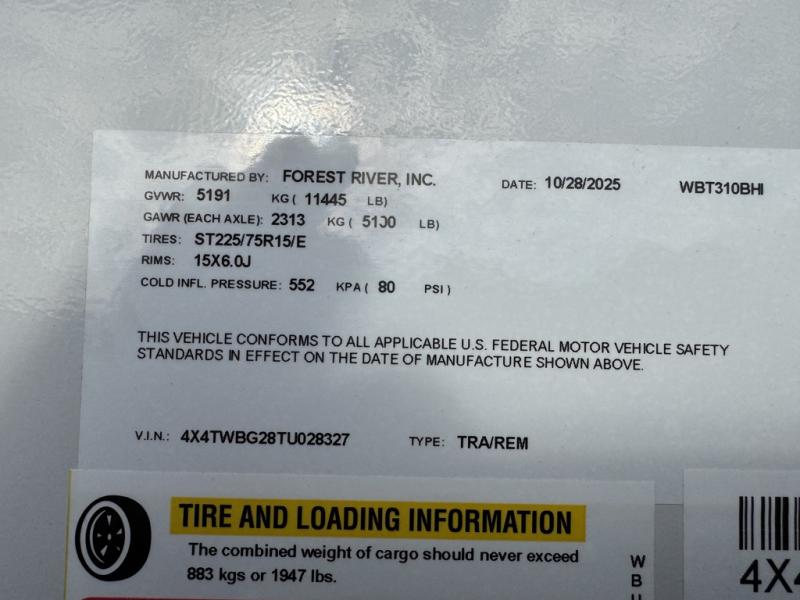 MANUFACTURED BY: FOREST RIVER, INC. DATE: 10/28/2025 WBT310BHI
GVWR: 5191 KG ( 11445 LB)
GAWR (EACH AXLE): 2313 KG ( 5100 LB)
TIRES: ST225/75R15/E
RIMS: 15X6.0J
COLD INFL. PRESSURE: 552 KPA ( 80 PSI )
THIS VEHICLE CONFORMS TO ALL APPLICABLE U.S. FEDERAL MOTOR VEHICLE SAFETY
STANDARDS IN EFFECT ON THE DATE OF MANUFACTURE SHOWN ABOVE.
V.I.N.: 4X4TWBG28TU028327 TYPE: TRA/REM
TIRE AND LOADING INFORMATION
The combined weight of cargo should never exceed
883 kgs or 1947 lbs.
W
B
4X4